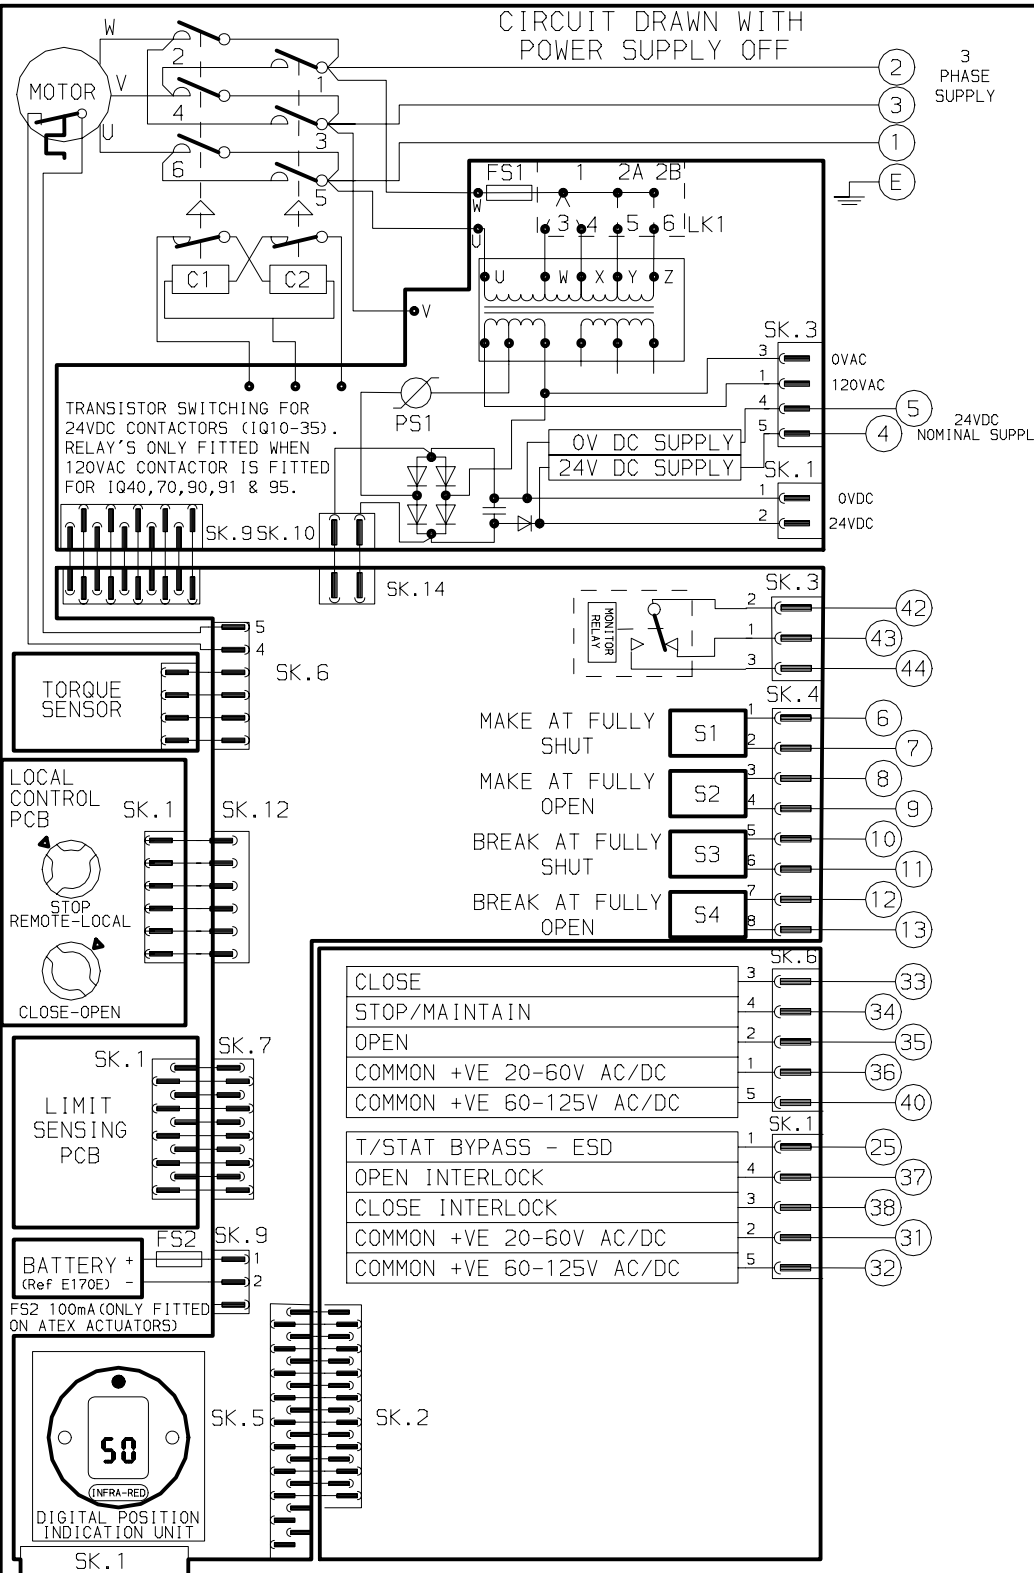 CIRCUIT DRAWN WITH
POWER SUPPLY OFF
W
MOTOR
V
U
2
4
6
1
3
5
2
3
1
E
3
PHASE
SUPPLY
FS1
1
2A
2B
W
U
3
4
5
6
LK1
C1
C2
U
W
X
Y
Z
V
SK.3
3
0VAC
1
120VAC
4
5
5
4
24VDC
NOMINAL SUPPL
PS1
0V DC SUPPLY
24V DC SUPPLY
SK.1
1
0VDC
2
24VDC
TRANSISTOR SWITCHING FOR
24VDC CONTACTORS (IQ10-35).
RELAY'S ONLY FITTED WHEN
120VAC CONTACTOR IS FITTED
FOR IQ40,70,90,91 & 95.
SK.9
SK.10
SK.14
SK.3
MONITOR
RELAY
2
42
1
43
3
44
5
4
SK.6
TORQUE
SENSOR
SK.4
MAKE AT FULLY
SHUT
S1
1
6
2
7
MAKE AT FULLY
OPEN
S2
3
8
4
9
BREAK AT FULLY
SHUT
S3
5
10
6
11
BREAK AT FULLY
OPEN
S4
7
12
8
13
LOCAL
CONTROL
PCB
SK.1
SK.12
STOP
REMOTE-LOCAL
CLOSE-OPEN
SK.6
CLOSE
3
33
STOP/MAINTAIN
4
34
OPEN
2
35
COMMON +VE 20-60V AC/DC
1
36
COMMON +VE 60-125V AC/DC
5
40
SK.1
T/STAT BYPASS - ESD
1
25
OPEN INTERLOCK
4
37
CLOSE INTERLOCK
3
38
COMMON +VE 20-60V AC/DC
2
31
COMMON +VE 60-125V AC/DC
5
32
SK.1
SK.7
LIMIT
SENSING
PCB
FS2
SK.9
BATTERY
(Ref E170E)
+
-
1
2
FS2 100mA(ONLY FITTED
ON ATEX ACTUATORS)
SK.5
SK.2
50
INFRA-RED
DIGITAL POSITION
INDICATION UNIT
SK.1